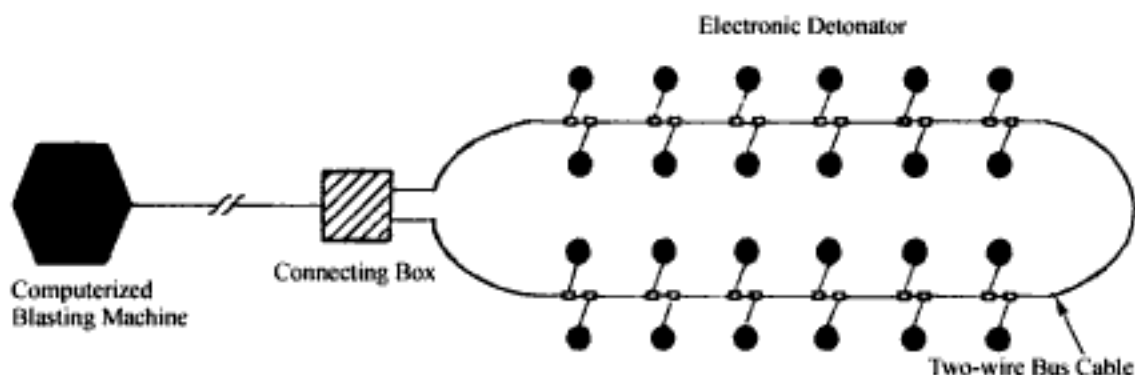 Electronic Detonator
Connecting Box
Computerized
Blasting Machine
Two-wire Bus Cable